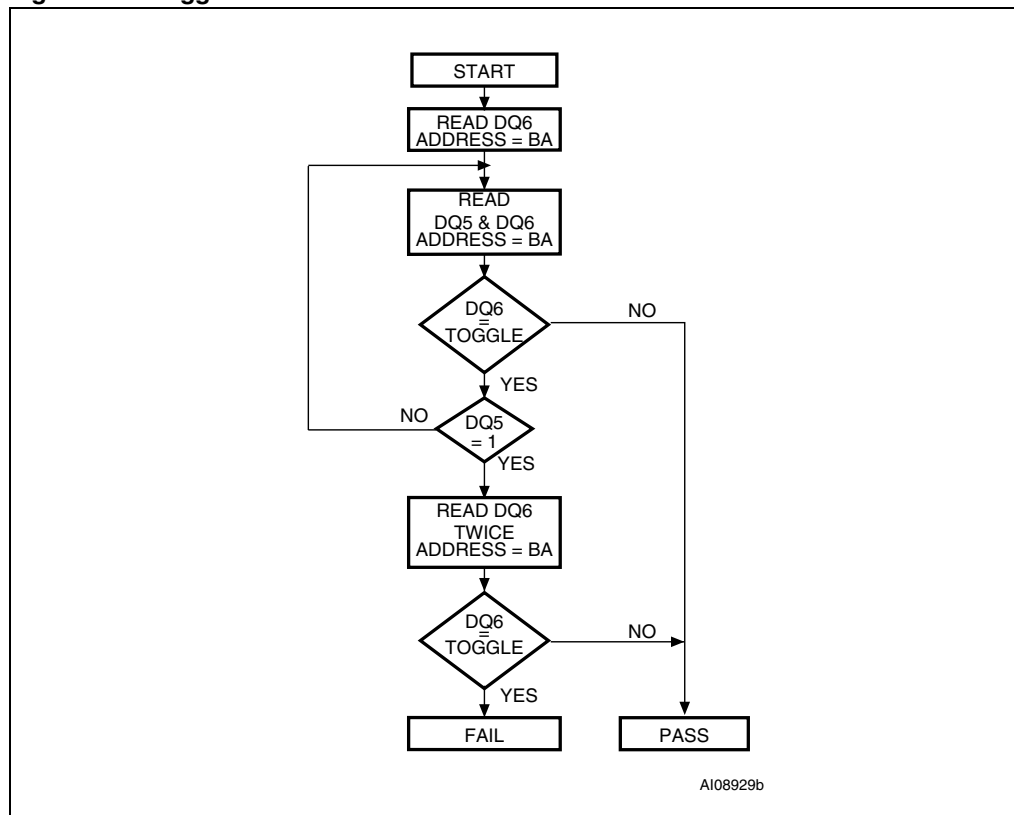 START
READ DQ6
ADDRESS = BA
READ
DQ5 & DQ6
ADDRESS = BA
DQ6
=
TOGGLE
NO
YES
NO
DQ5
= 1
YES
READ DQ6
TWICE
ADDRESS = BA
DQ6
=
TOGGLE
NO
YES
FAIL
PASS
AI08929b